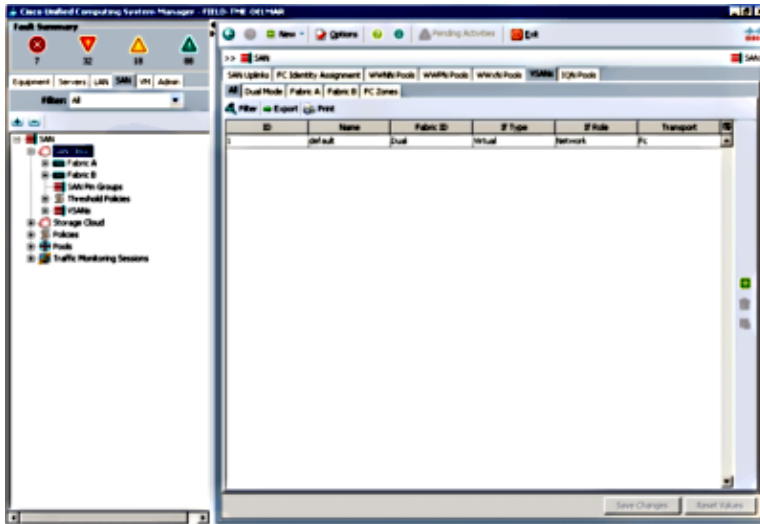 Cisco Unified Computing System Manager - FIELD-TME-DELMAR
Fault Summary
7 32 18 88
New Options Pending Activities Exit
>> SAN SAN
Equipment Servers LAN SAN VM Admin
Filter: All
SAN Uplinks FC Identity Assignment WWNN Pools WWPN Pools WWxN Pools VSANs IQN Pools
All Dual Mode Fabric A Fabric B FC Zones
Filter Export Print
ID Name Fabric ID If Type If Role Transport
1 default Dual Virtual Network Fc
SAN
Fabric A
Fabric B
SAN Pin Groups
Threshold Policies
VSANs
Storage Cloud
Policies
Pools
Traffic Monitoring Sessions
Save Changes Reset Values